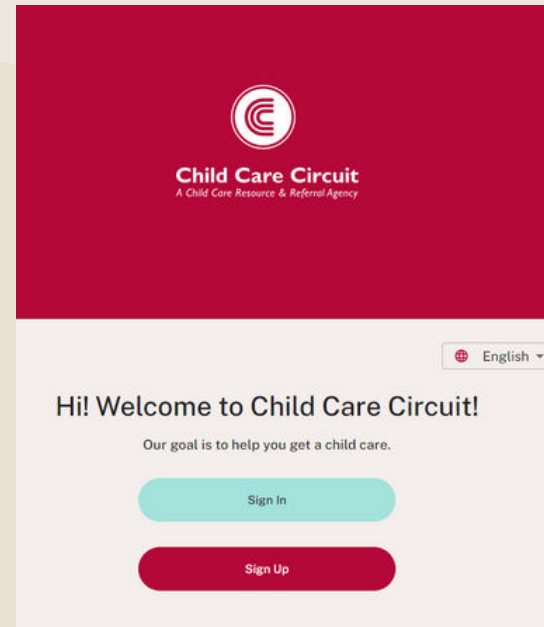 Child Care Circuit
A Child Care Resource & Referral Agency
English
Hi! Welcome to Child Care Circuit!
Our goal is to help you get a child care.
Sign In
Sign Up